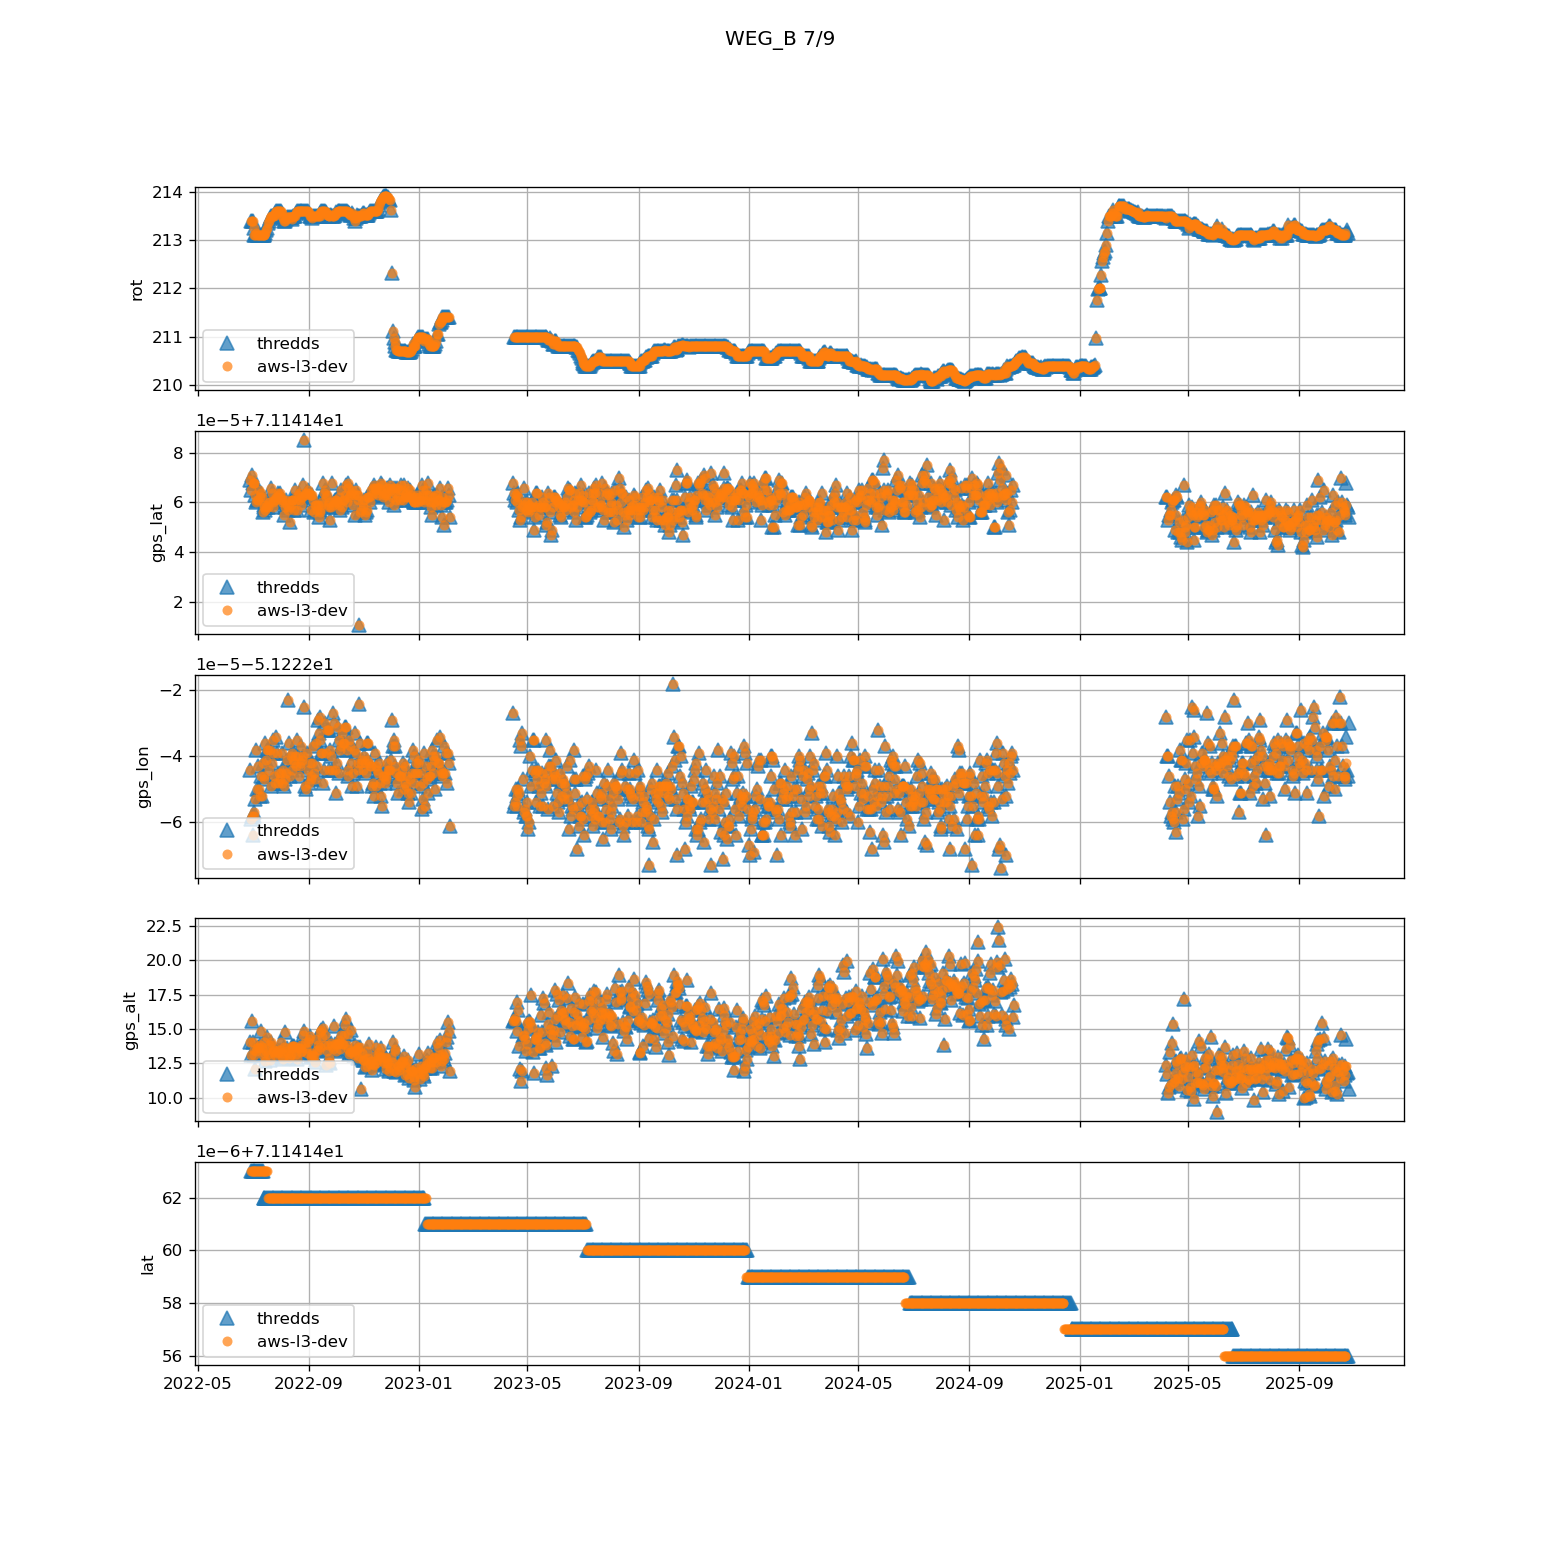 WEG_B 7/9
214
213
212
211
210
rot
thredds
aws-l3-dev
1e−5+7.11414e1
8
6
4
2
gps_lat
thredds
aws-l3-dev
1e−5−5.1222e1
−2
−4
−6
gps_lon
thredds
aws-l3-dev
22.5
20.0
17.5
15.0
12.5
10.0
gps_alt
thredds
aws-l3-dev
1e−6+7.11414e1
62
60
58
56
lat
thredds
aws-l3-dev
2022-05 2022-09 2023-01 2023-05 2023-09 2024-01 2024-05 2024-09 2025-01 2025-05 2025-09